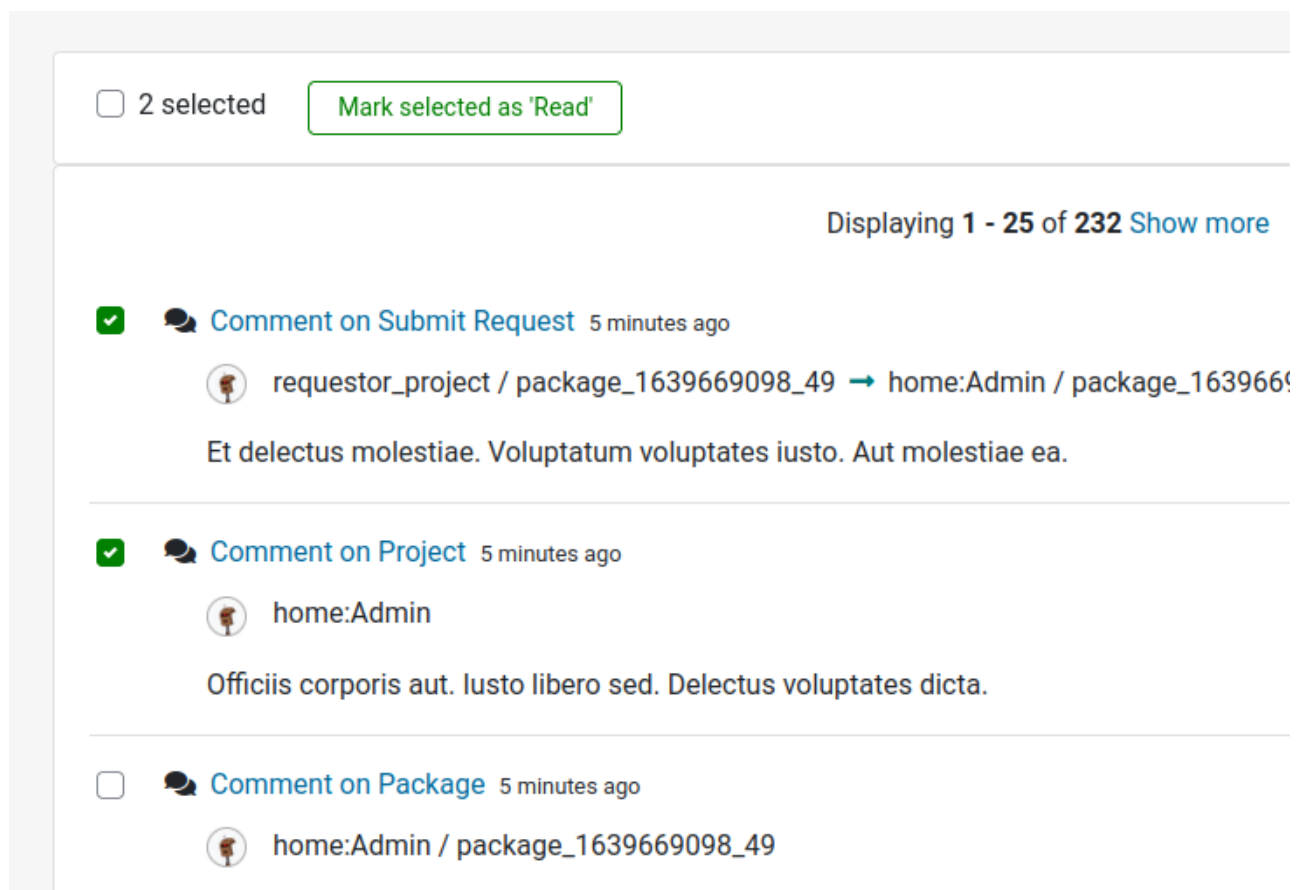 2 selected Mark selected as 'Read'
Displaying 1 - 25 of 232 Show more
Comment on Submit Request 5 minutes ago
requestor_project / package_1639669098_49 → home:Admin / package_163966
Et delectus molestiae. Voluptatum voluptates iusto. Aut molestiae ea.
Comment on Project 5 minutes ago
home:Admin
Officiis corporis aut. Iusto libero sed. Delectus voluptates dicta.
Comment on Package 5 minutes ago
home:Admin / package_1639669098_49